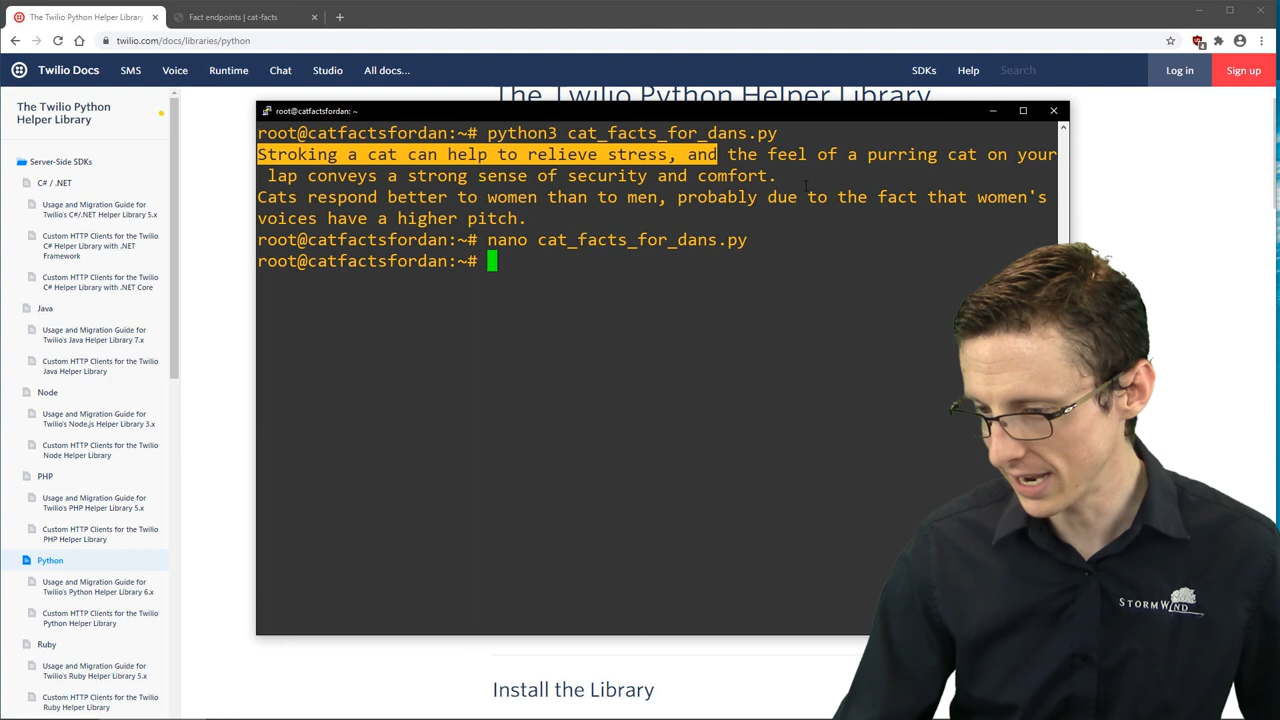 The Twilio Python Helper Library
Fact endpoints | cat-facts
twilio.com/docs/libraries/python
4
Twilio Docs
SMS
Voice
Runtime
Chat
Studio
All docs...
SDKs
Help
Search
Log in
Sign up
The Twilio Python
Helper Library
Server-Side SDKs
C# / .NET
Usage and Migration Guide for
Twilio's C#/.NET Helper Library 5.x
Custom HTTP Clients for the Twilio
C# Helper Library with .NET
Framework
Custom HTTP Clients for the Twilio
C# Helper Library with .NET Core
Java
Usage and Migration Guide for
Twilio's Java Helper Library 7.x
Custom HTTP Clients for the Twilio
Java Helper Library
Node
Usage and Migration Guide for
Twilio's Node.js Helper Library 3.x
Custom HTTP Clients for the Twilio
Node Helper Library
PHP
Usage and Migration Guide for
Twilio's PHP Helper Library 5.x
Custom HTTP Clients for the Twilio
PHP Helper Library
Python
Usage and Migration Guide for
Twilio's Python Helper Library 6.x
Custom HTTP Clients for the Twilio
Python Helper Library
Ruby
Usage and Migration Guide for
Twilio's Ruby Helper Library 5.x
Custom HTTP Clients for the Twilio
Ruby Helper Library
The Twilio Python Helper Library
root@catfactsfordan: ~
root@catfactsfordan:~# python3 cat_facts_for_dans.py
Stroking a cat can help to relieve stress, and the feel of a purring cat on your
lap conveys a strong sense of security and comfort.
Cats respond better to women than to men, probably due to the fact that women's
voices have a higher pitch.
root@catfactsfordan:~# nano cat_facts_for_dans.py
root@catfactsfordan:~#
Install the Library
STORMWIND